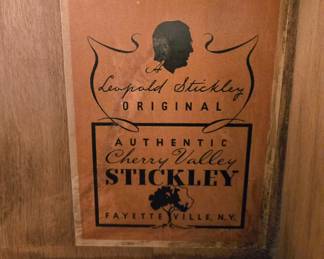 A
Leopold Stickley
ORIGINAL
AUTHENTIC
Cherry Valley
STICKLEY
FAYETTEVILLE, N.Y.